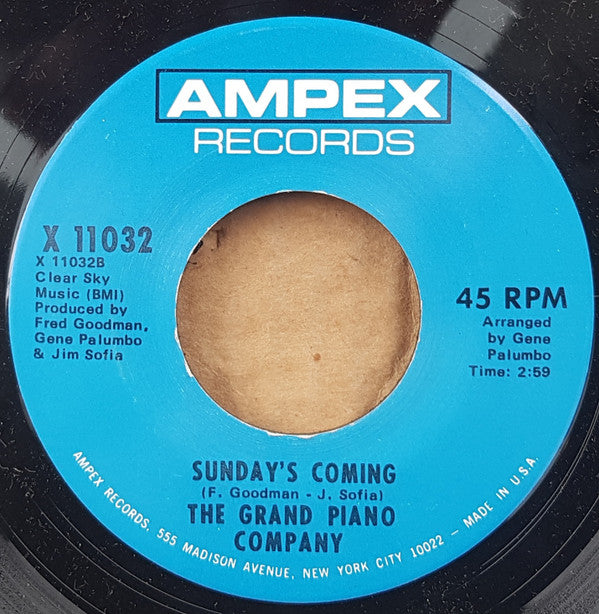 AMPEX
RECORDS
X 11032
X 11032B
Clear Sky
Music (BMI)
Produced by
Fred Goodman,
Gene Palumbo
& Jim Sofia
45 RPM
Arranged
by Gene
Palumbo
Time: 2:59
SUNDAY'S COMING
(F. Goodman - J. Sofia)
THE GRAND PIANO
COMPANY
AMPEX RECORDS, 555 MADISON AVENUE, NEW YORK CITY 10022 – MADE IN U.S.A.